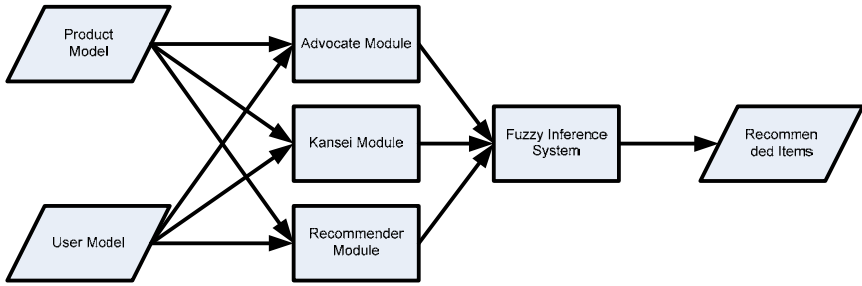 Product
Model
Advocate Module
Kansei Module
Fuzzy Inference
System
Recommen
ded Items
User Model
Recommender
Module